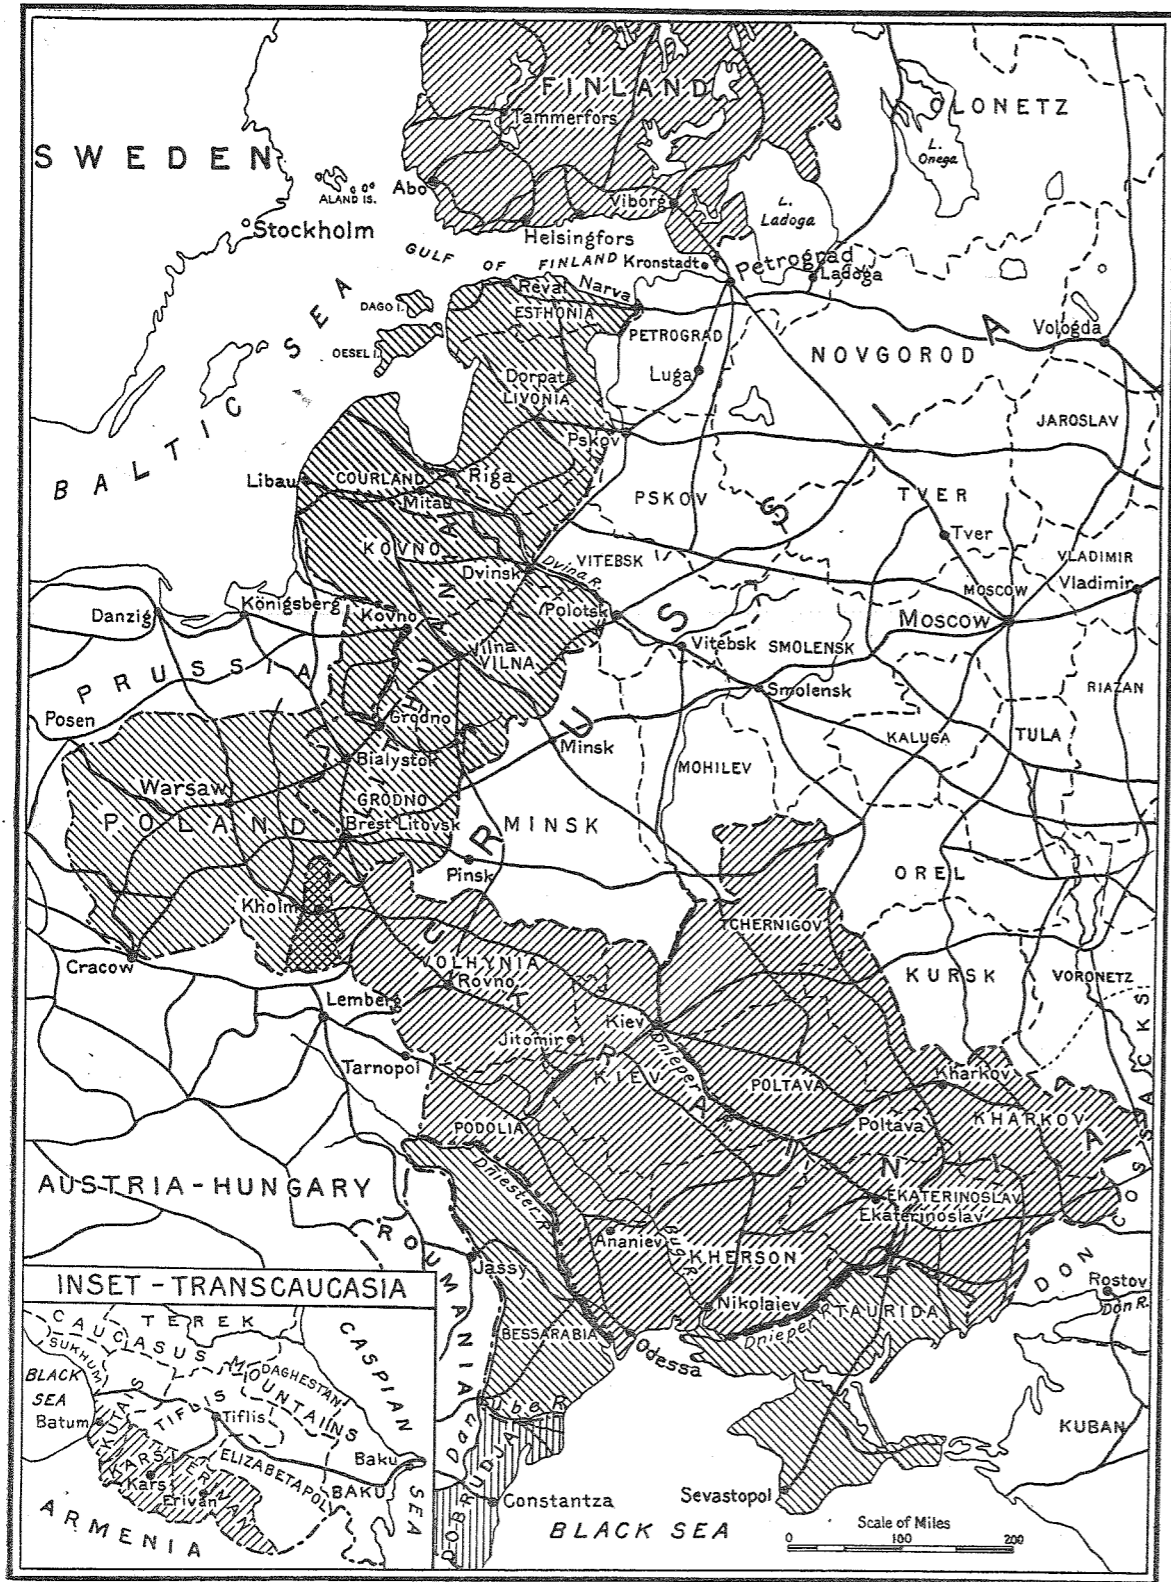 FINLAND
Tammerfors
OLONETZ
L. Onega
SWEDEN
ALAND IS.
Abo
Viborg
L. Ladoga
Stockholm
Helsingfors
GULF OF FINLAND
Kronstadt
Petrograd
Ladoga
BALTIC SEA
DAGO I.
Reval
Narva
ESTHONIA
PETROGRAD
RUSSIA
Vologda
OESEL I.
NOVGOROD
Dorpat
LIVONIA
Luga
JAROSLAV
Pskov
Libau
COURLAND
Riga
Mitau
PSKOV
TVER
Tver
KOVNO
LITHUANIA
Dvinsk
Dvina R.
VITEBSK
VLADIMIR
MOSCOW
Vladimir
Danzig
Königsberg
Kovno
Polotsk
Moscow
Vilna
VILNA
Vitebsk
SMOLENSK
PRUSSIA
Smolensk
RIAZAN
Posen
Grodno
Minsk
KALUGA
TULA
Bialystok
MOHILEV
Warsaw
GRODNO
POLAND
Brest Litovsk
MINSK
Pinsk
OREL
Kholm
CHERNIGOV
UKRAINIA
Cracow
VOLHYNIA
Rovno
KURSK
VORONETZ
Lemberg
Kiev
Jitomir
Dnieper
Tarnopol
KIEV
POLTAVA
Kharkov
PODOLIA
Poltava
KHARKOV
DON COSSACKS
Dniester R.
AUSTRIA-HUNGARY
EKATERINOSLAV
Ekaterinoslav
ROUMANIA
Ananiev
Bug R.
KHERSON
Jassy
Rostov
Don R.
Nikolaiev
TAURIDA
BESSARABIA
Dnieper
Odessa
Danube R.
KUBAN
DOBRUDJA
Sevastopol
Constantza
BLACK SEA
Scale of Miles
0 100 200
INSET-TRANSCAUCASIA
TEREK
CAUCASUS MOUNTAIINS
SUKHUM
CASPIAN SEA
BLACK SEA
DAGHESTAN
KUTAIS
TIFLIS
Tiflis
Batum
Baku
KARS
ERIVAN
ELIZABETAPOLY
BAKU
Kars
Erivan
ARMENIA